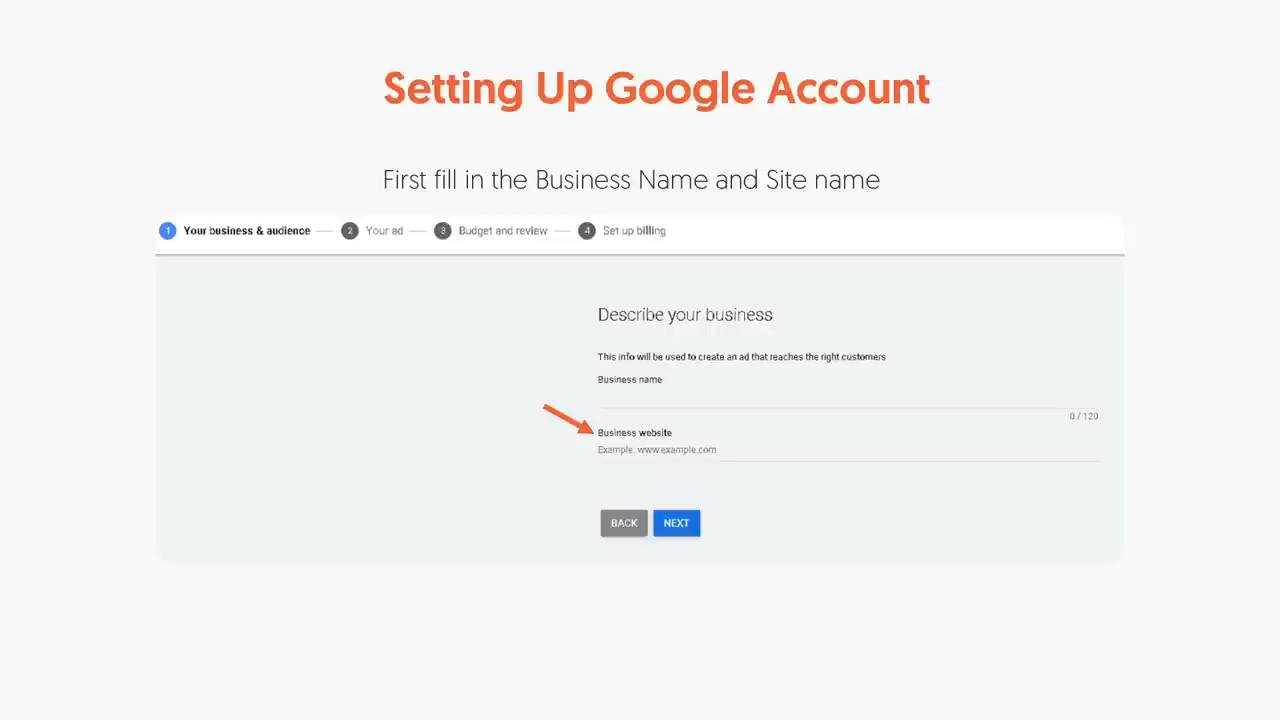 Setting Up Google Account
First fill in the Business Name and Site name
1 Your business & audience 2 Your ad 3 Budget and review 4 Set up billing
Describe your business
This info will be used to create an ad that reaches the right customers
Business name
0 / 120
Business website
Example: www.example.com
BACK NEXT